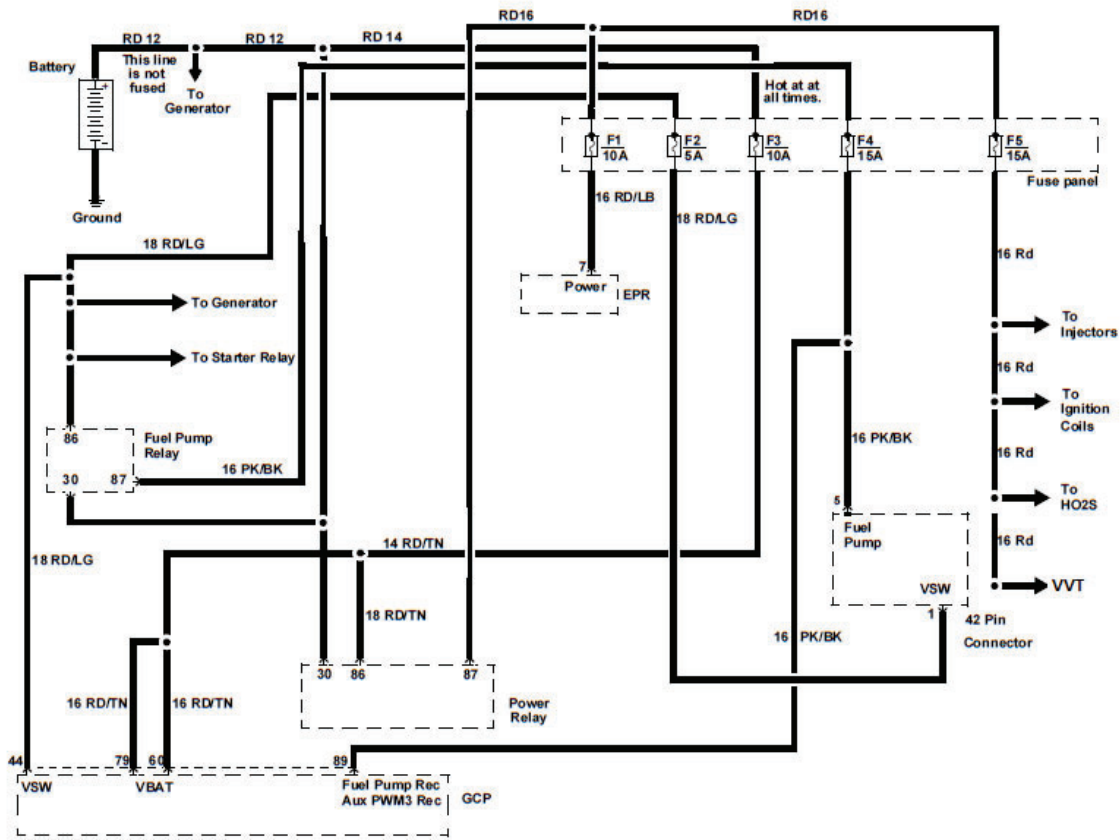 RD16
RD16
RD 12
RD 12
RD 14
This line
is not
fused
Battery
+
-
To
Generator
Hot at at
all times.
F1
10A
F2
5A
F3
10A
F4
15A
F5
15A
Fuse panel
16 RD/LB
18 RD/LG
Ground
18 RD/LG
16 Rd
7
Power
EPR
To Generator
To
Injectors
To Starter Relay
16 Rd
To
Ignition
Coils
86
Fuel Pump
Relay
30
87
16 PK/BK
16 PK/BK
16 Rd
To
HO2S
5
Fuel
Pump
14 RD/TN
16 Rd
18 RD/LG
VSW
VVT
1
42 Pin
Connector
18 RD/TN
16 PK/BK
30
86
87
Power
Relay
16 RD/TN
16 RD/TN
44
79
60
89
VSW
VBAT
Fuel Pump Rec
Aux PWM3 Rec
GCP